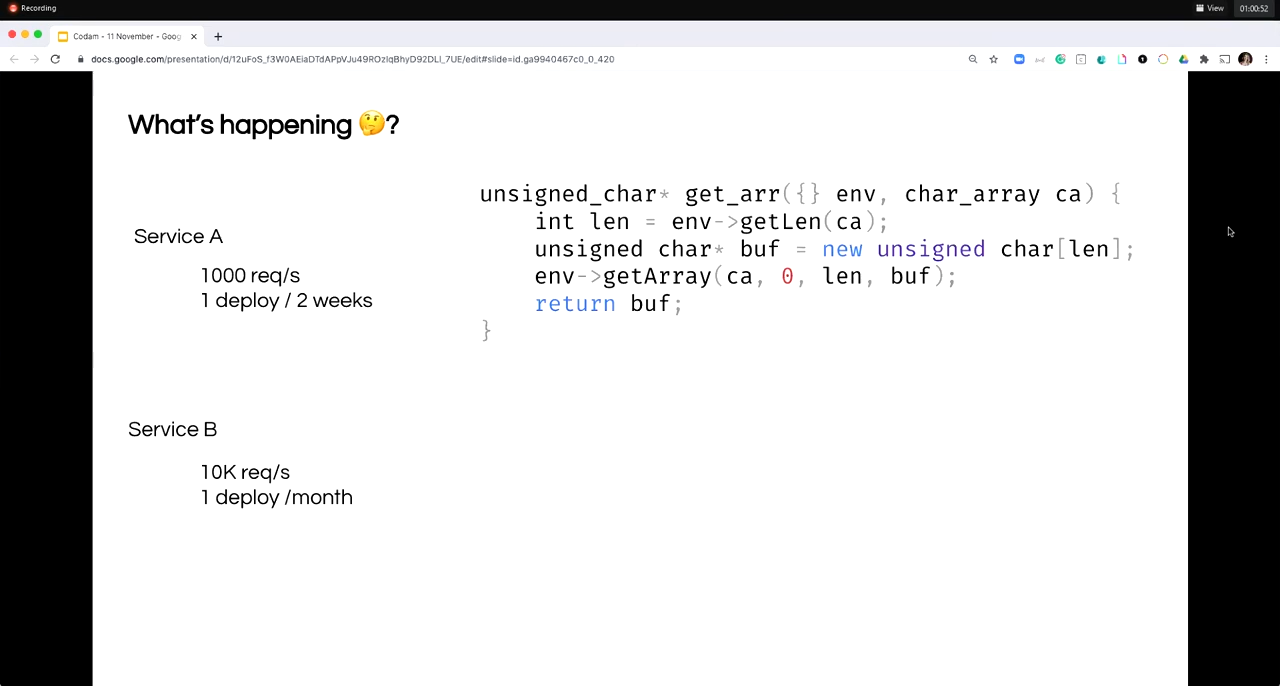 Recording
View
01:00:52
Codam - 11 November - Goog
docs.google.com/presentation/d/12uFoS_f3W0AEiaDTdAPpVJu49ROzIqBhyD92DLI_7UE/edit#slide=id.ga9940467c0_0_420
What's happening 🤔?
unsigned_char* get_arr({} env, char_array ca) {
int len = env->getLen(ca);
unsigned char* buf = new unsigned char[len];
env->getArray(ca, 0, len, buf);
return buf;
}
Service A
1000 req/s
1 deploy / 2 weeks
Service B
10K req/s
1 deploy /month